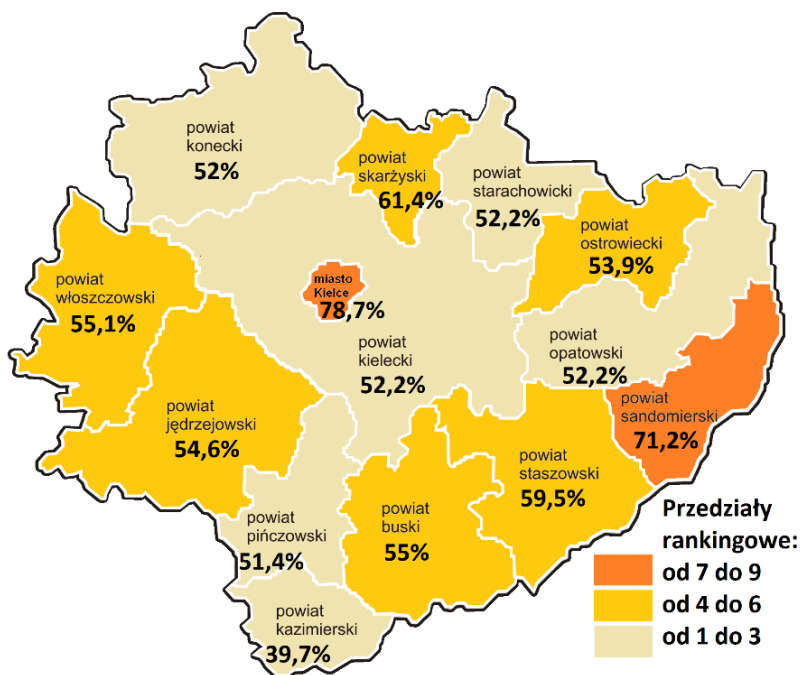 powiat
konecki
52%
powiat
skarżyski
61,4%
powiat
starachowicki
52,2%
powiat
ostrowiecki
53,9%
powiat
włoszczowski
55,1%
miasto
Kielce
78,7%
powiat
kielecki
52,2%
powiat
opatowski
52,2%
powiat
sandomierski
71,2%
powiat
jędrzejowski
54,6%
powiat
staszowski
59,5%
powiat
buski
55%
powiat
pińczowski
51,4%
powiat
kazimierski
39,7%
Przedziały
rankingowe:
od 7 do 9
od 4 do 6
od 1 do 3